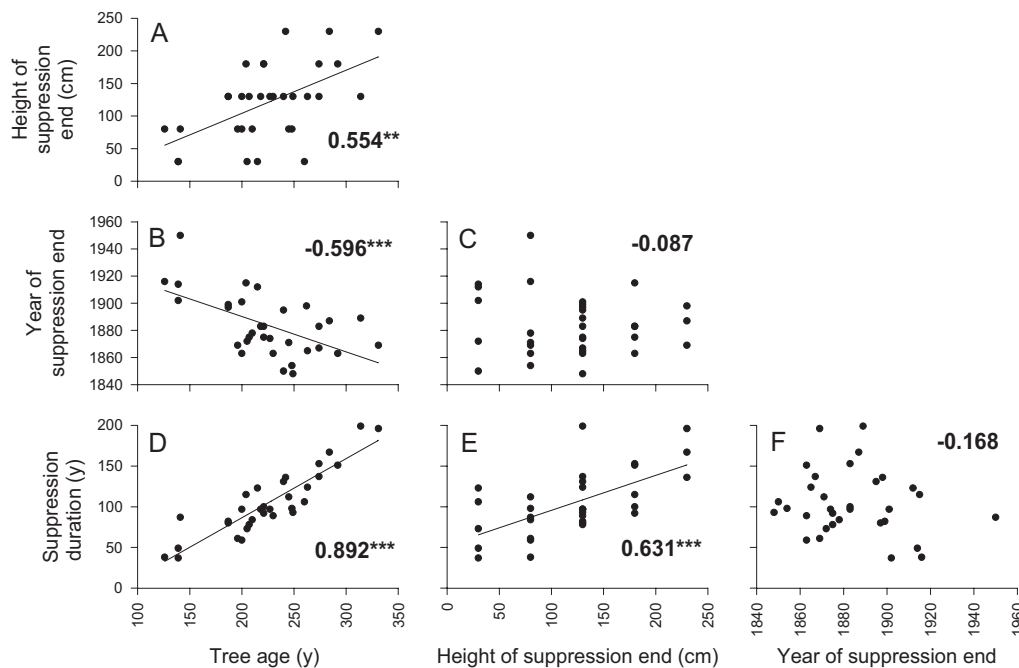 A
Height of
suppression
end (cm)
250
200
150
100
50
0
0.554**
B
Year of
suppression end
1960
1940
1920
1900
1880
1860
1840
-0.596***
C
-0.087
D
Suppression
duration (y)
200
150
100
50
0
0.892***
E
0.631***
F
-0.168
100
150
200
250
300
350
Tree age (y)
0
50
100
150
200
250
Height of suppression end (cm)
1840
1860
1880
1900
1920
1940
1960
Year of suppression end